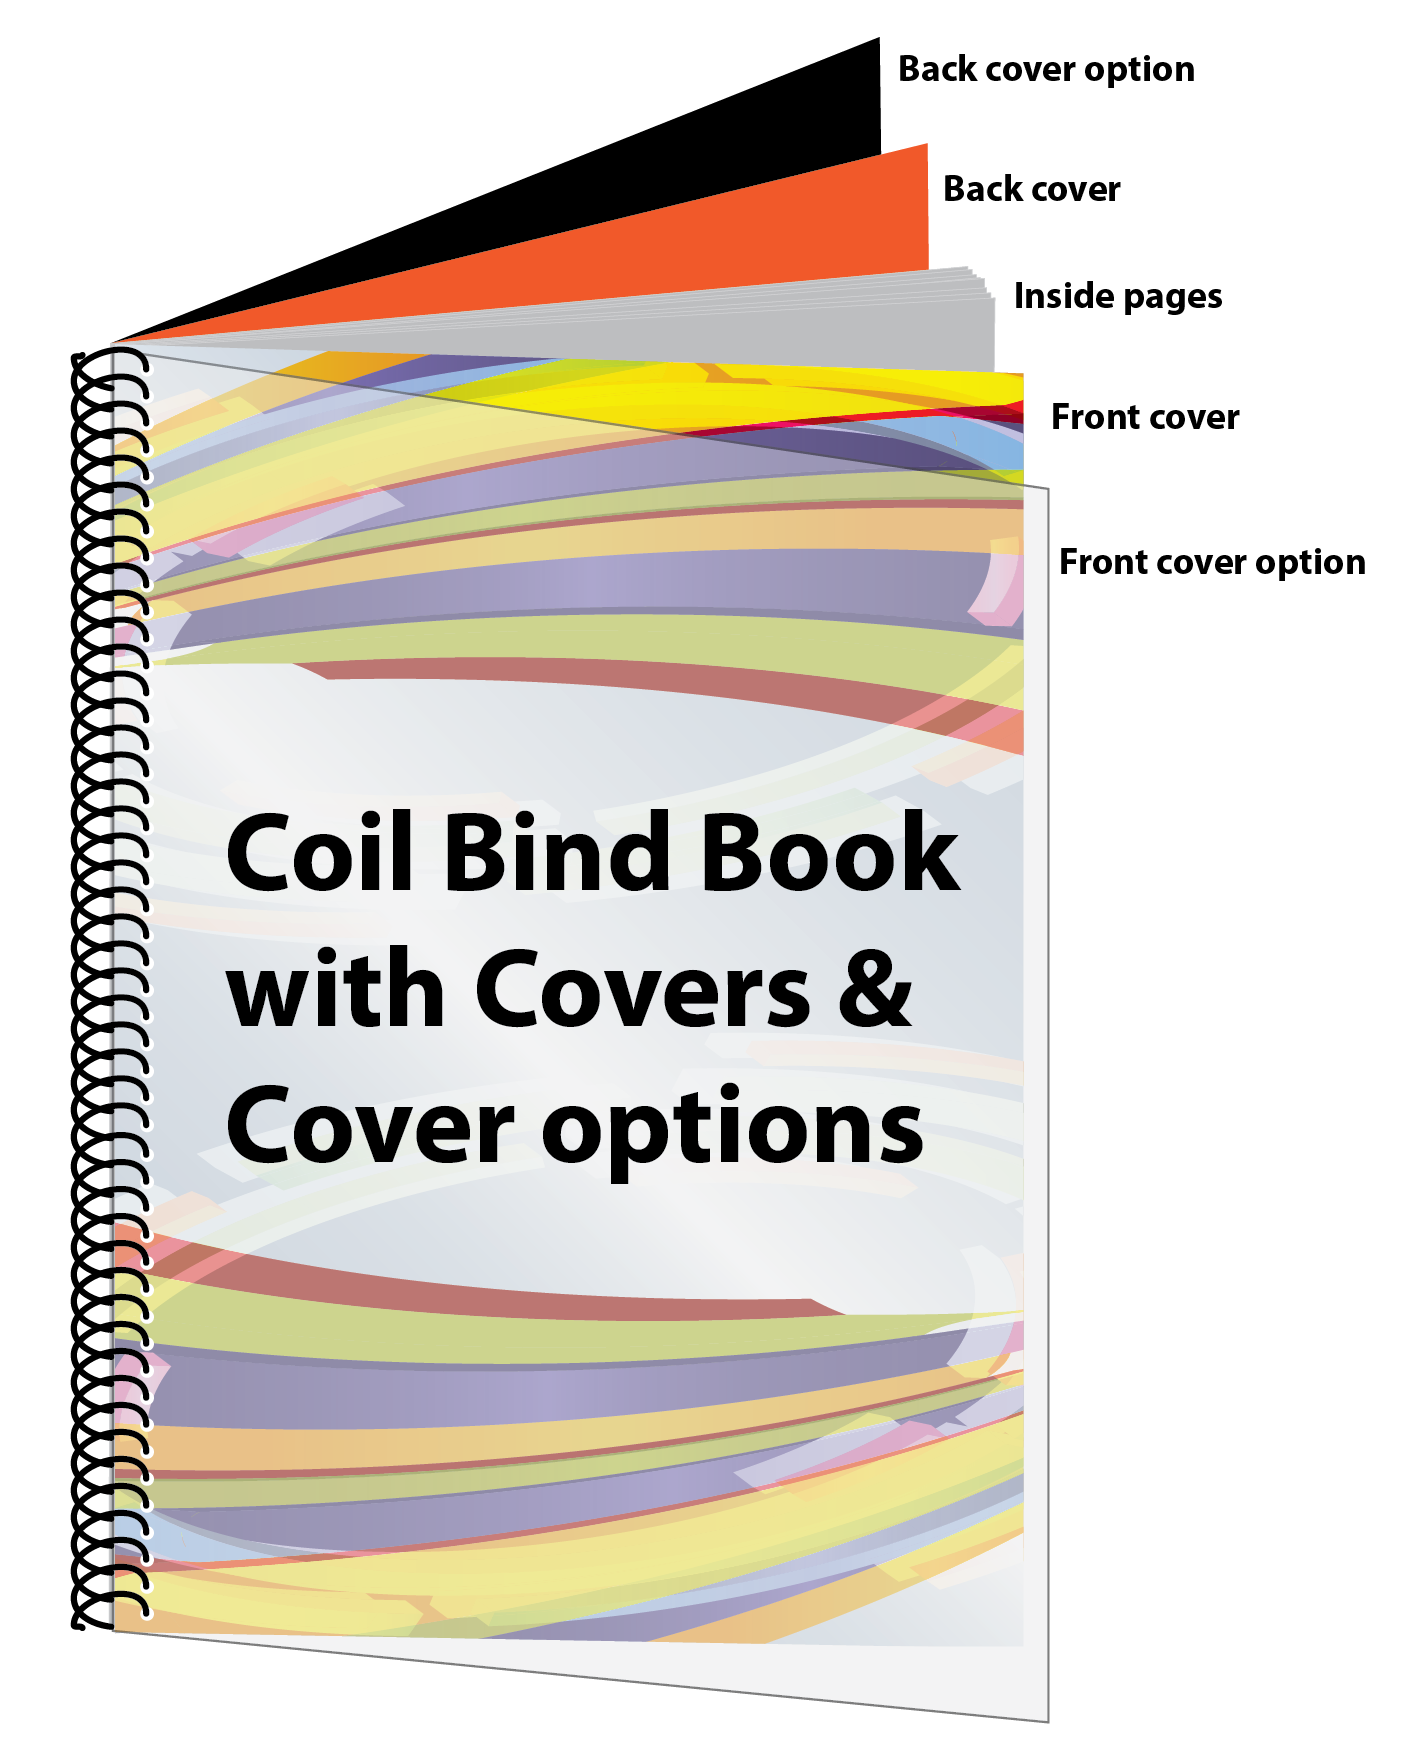 Back cover option
Back cover
Inside pages
Front cover
Front cover option
Coil Bind Book
with Covers &
Cover options